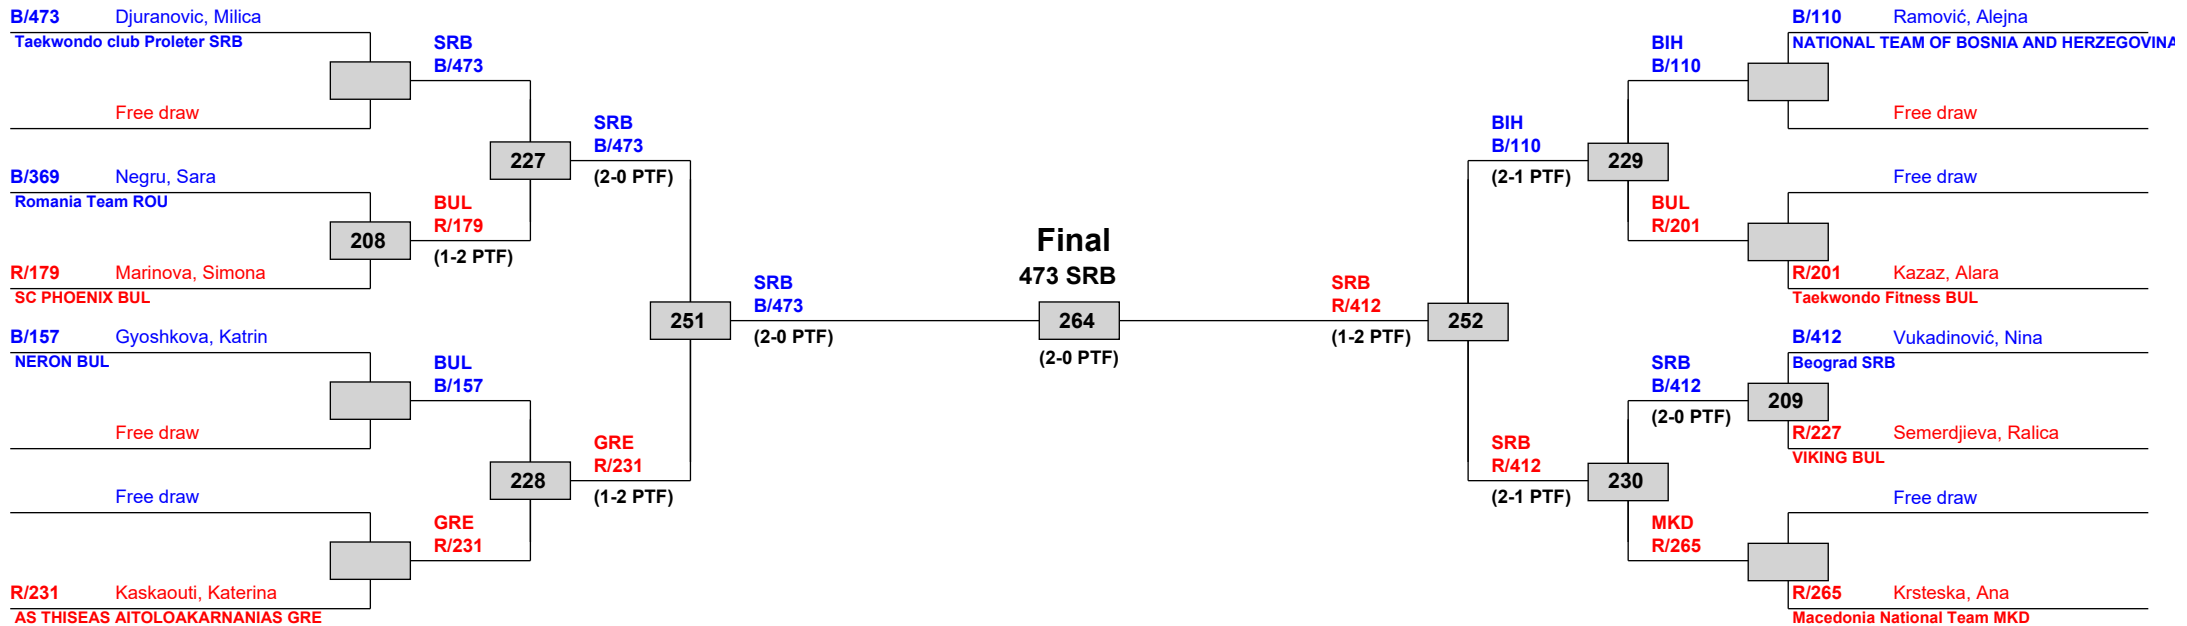 B/473 Djuranovic, Milica
Taekwondo club Proleter SRB
Free draw
B/369 Negru, Sara
Romania Team ROU
208
R/179 Marinova, Simona
SC PHOENIX BUL
B/157 Gyoshkova, Katrin
NERON BUL
Free draw
Free draw
R/231 Kaskaouti, Katerina
AS THISEAS AITOLOAKARNANIAS GRE
SRB
B/473
BUL
R/179
(1-2 PTF)
BUL
B/157
GRE
R/231
227
228
SRB
B/473
(2-0 PTF)
GRE
R/231
(1-2 PTF)
251
SRB
B/473
(2-0 PTF)
Final
473 SRB
264
(2-0 PTF)
SRB
R/412
(1-2 PTF)
252
BIH
B/110
(2-1 PTF)
SRB
R/412
(2-1 PTF)
229
230
BIH
B/110
BUL
R/201
SRB
B/412
(2-0 PTF)
MKD
R/265
B/110 Ramović, Alejna
NATIONAL TEAM OF BOSNIA AND HERZEGOVINA
Free draw
Free draw
R/201 Kazaz, Alara
Taekwondo Fitness BUL
B/412 Vukadinović, Nina
Beograd SRB
209
R/227 Semerdjieva, Ralica
VIKING BUL
Free draw
R/265 Krsteska, Ana
Macedonia National Team MKD